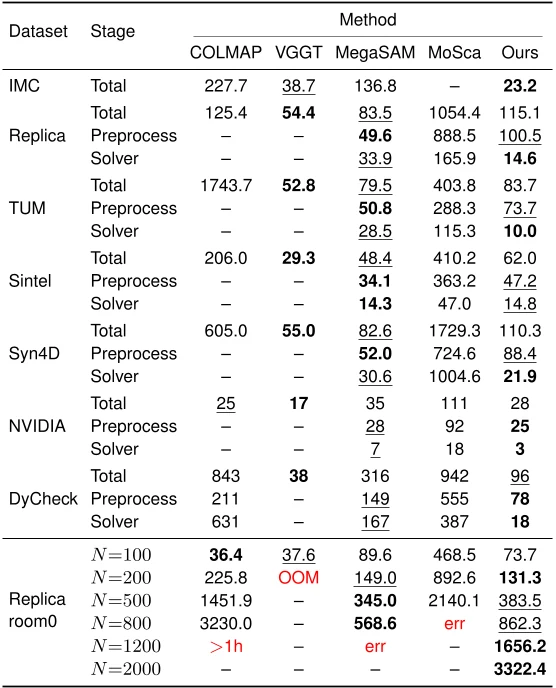 Dataset Stage Method
COLMAP VGGT MegaSAM MoSca Ours
IMC Total 227.7 38.7 136.8 – 23.2
Total 125.4 54.4 83.5 1054.4 115.1
Replica Preprocess – – 49.6 888.5 100.5
Solver – – 33.9 165.9 14.6
Total 1743.7 52.8 79.5 403.8 83.7
TUM Preprocess – – 50.8 288.3 73.7
Solver – – 28.5 115.3 10.0
Total 206.0 29.3 48.4 410.2 62.0
Sintel Preprocess – – 34.1 363.2 47.2
Solver – – 14.3 47.0 14.8
Total 605.0 55.0 82.6 1729.3 110.3
Syn4D Preprocess – – 52.0 724.6 88.4
Solver – – 30.6 1004.6 21.9
Total 25 17 35 111 28
NVIDIA Preprocess – – 28 92 25
Solver – – 7 18 3
Total 843 38 316 942 96
DyCheck Preprocess 211 – 149 555 78
Solver 631 – 167 387 18
N=100 36.4 37.6 89.6 468.5 73.7
N=200 225.8 OOM 149.0 892.6 131.3
Replica N=500 1451.9 – 345.0 2140.1 383.5
room0 N=800 3230.0 – 568.6 err 862.3
N=1200 >1h – err – 1656.2
N=2000 – – – – 3322.4